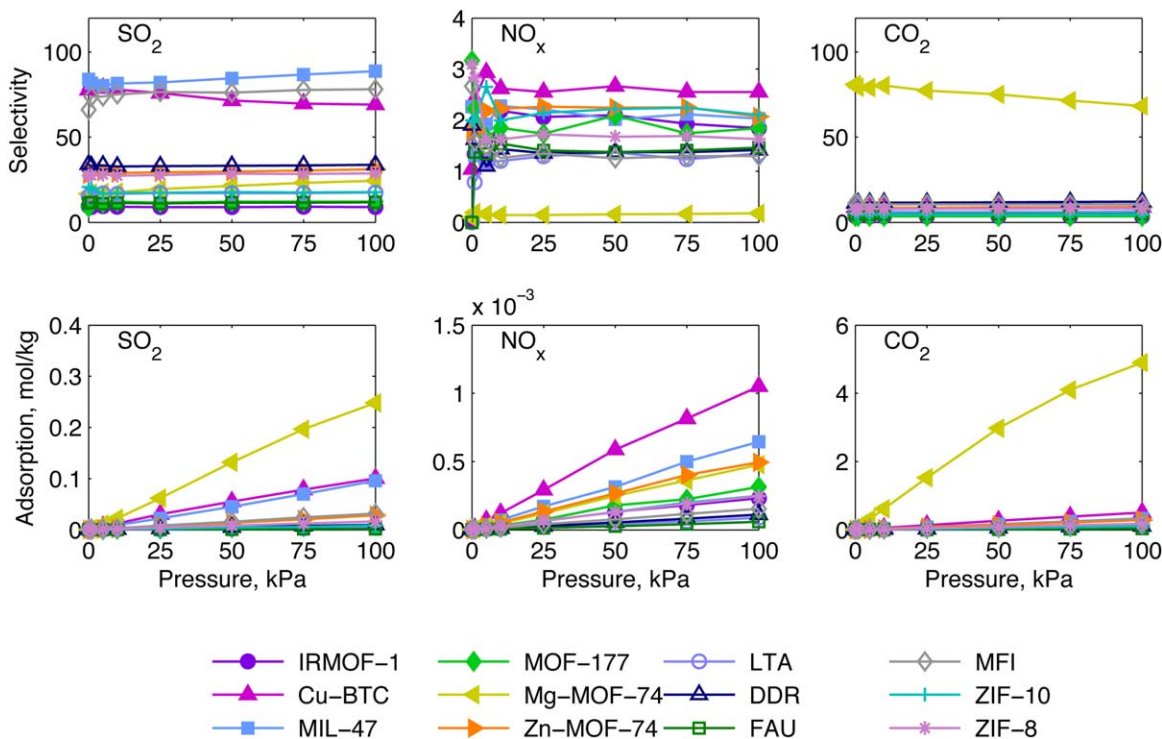 SO2
NOx
CO2
Selectivity
100
50
0
0 25 50 75 100
4
3
2
1
0
0 25 50 75 100
100
50
0
0 25 50 75 100
SO2
NOx
CO2
Adsorption, mol/kg
0.4
0.3
0.2
0.1
0
0 25 50 75 100
x 10−3
1.5
1
0.5
0
0 25 50 75 100
6
4
2
0
0 25 50 75 100
Pressure, kPa
Pressure, kPa
Pressure, kPa
IRMOF−1 MOF−177 LTA MFI
Cu−BTC Mg−MOF−74 DDR ZIF−10
MIL−47 Zn−MOF−74 FAU ZIF−8